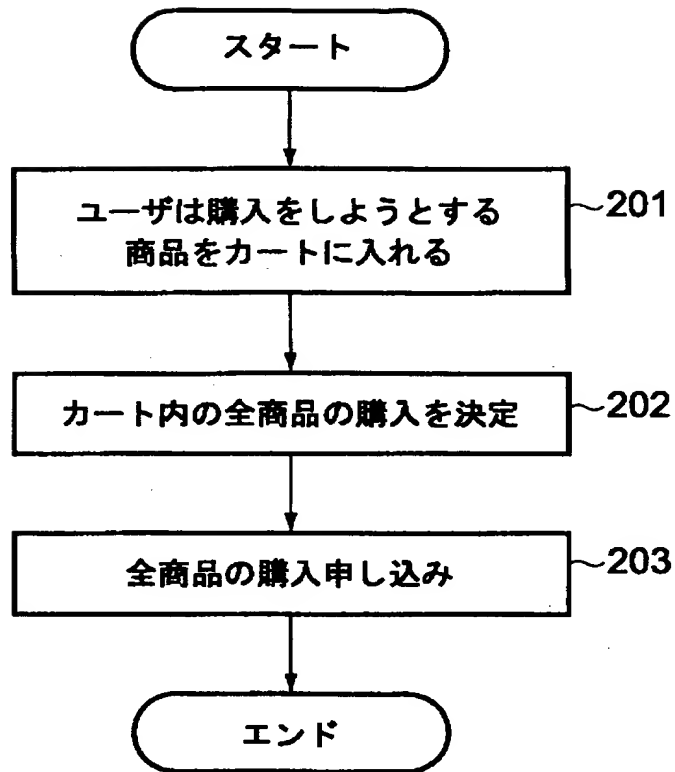 スタート
ユーザは購入をしようとする
商品をカートに入れる
201
カート内の全商品の購入を決定
202
全商品の購入申し込み
203
エンド